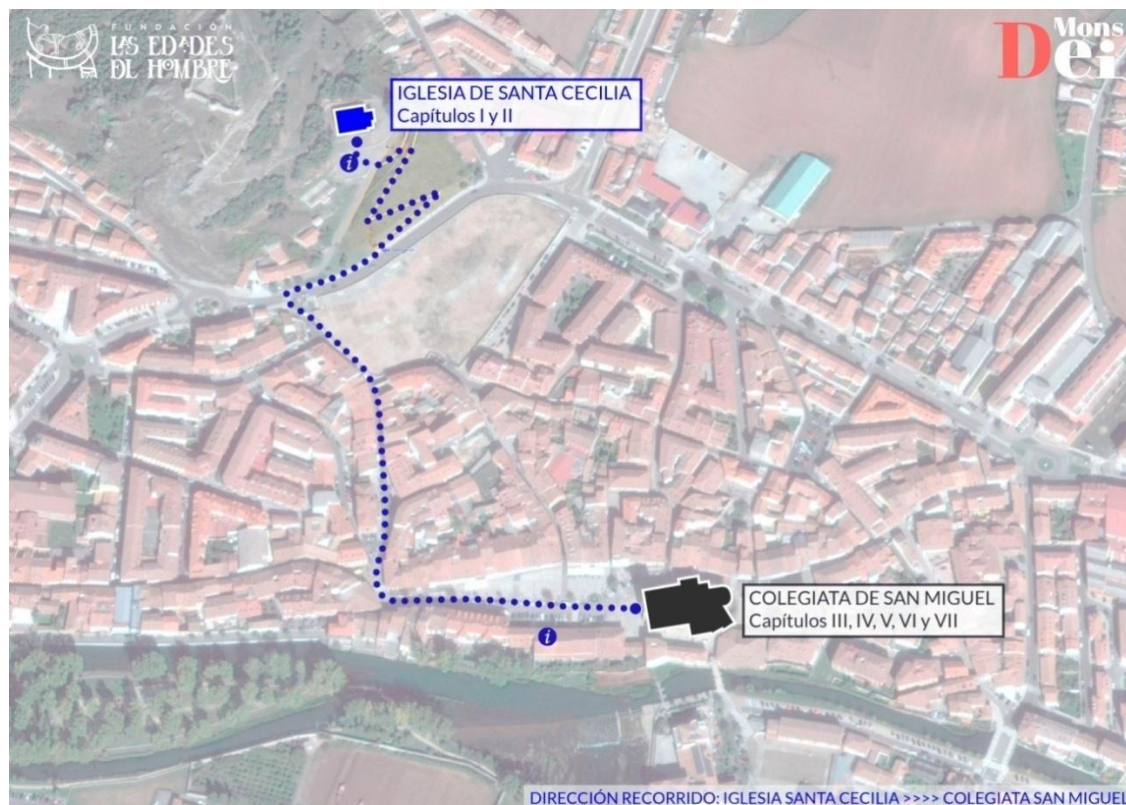 FUNDACIÓN
LAS EDADES
DEL HOMBRE
Mons
Dei
IGLESIA DE SANTA CECILIA
Capítulos I y II
i
COLEGIATA DE SAN MIGUEL
Capítulos III, IV, V, VI y VII
i
DIRECCIÓN RECORRIDO: IGLESIA SANTA CECILIA >>>> COLEGIATA SAN MIGUEL